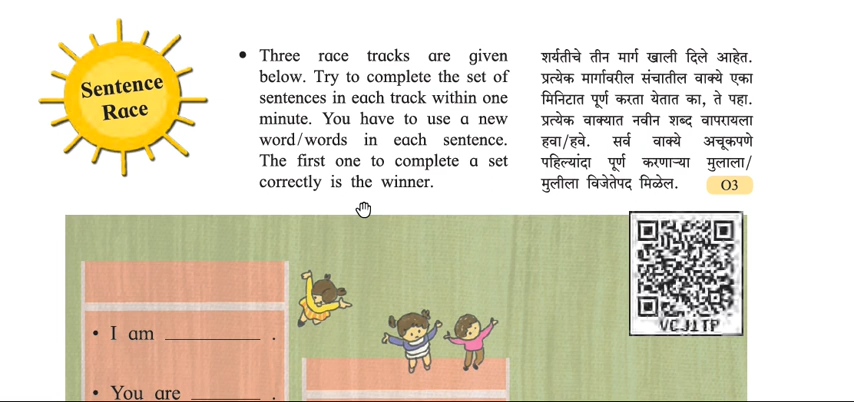 Sentence
Race
• Three race tracks are given
below. Try to complete the set of
sentences in each track within one
minute. You have to use a new
word/words in each sentence.
The first one to complete a set
correctly is the winner.
शर्यतीचे तीन मार्ग खाली दिले आहेत.
प्रत्येक मार्गावरील संचातील वाक्ये एका
मिनिटात पूर्ण करता येतात का, ते पहा.
प्रत्येक वाक्यात नवीन शब्द वापरायला
हवा/हवे. सर्व वाक्ये अचूकपणे
पहिल्यांदा पूर्ण करणाऱ्या मुलाला/
मुलीला विजेतेपद मिळेल. O3
VCJ1TP
• I am __________ .
• You are ________ .